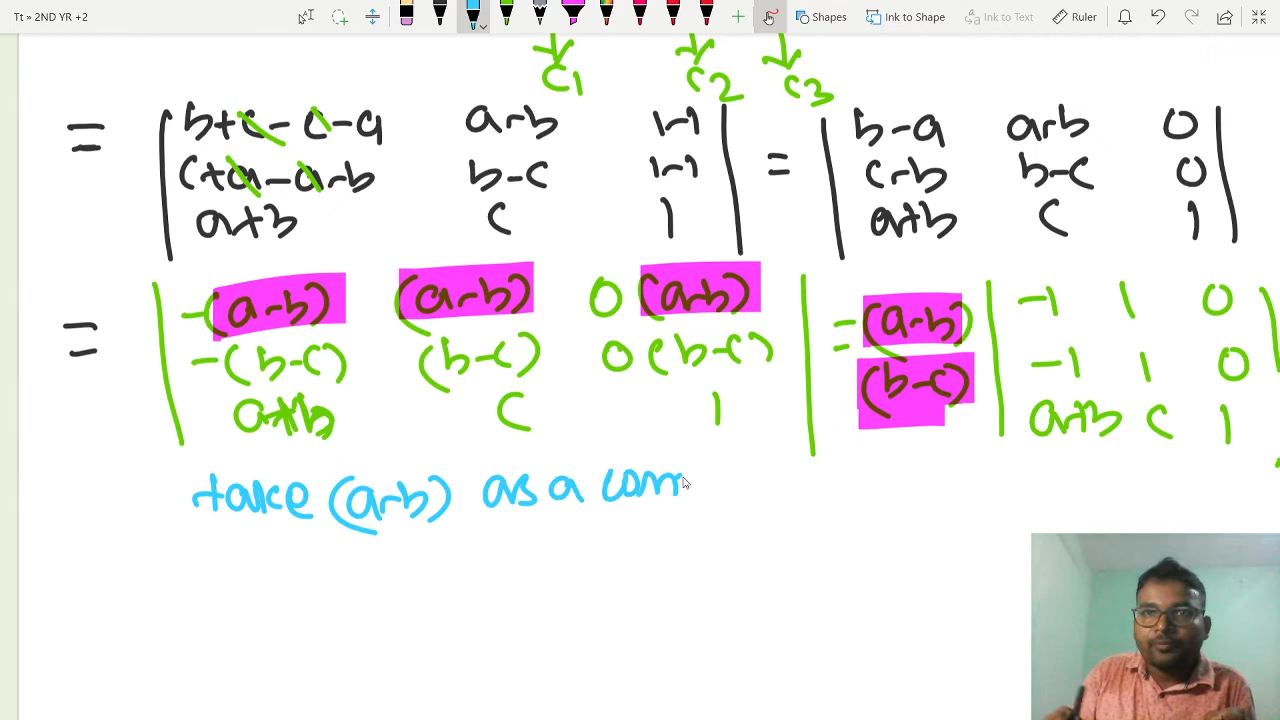 Tt » 2ND YR +2 Shapes Ink to Shape Ink to Text Ruler
C1 C2 C3
= | b+c-c-a a-b 1-1 | = | b-a a-b 0 |
| c+a-a-b b-c 1-1 | | c-b b-c 0 |
| a+b c 1 | | a+b c 1 |
= | -(a-b) (a-b) 0(a-b) | = (a-b) | -1 1 0 |
| -(b-c) (b-c) 0(b-c) | (b-c) | -1 1 0 |
| a+b c 1 | | a+b c 1 |
take (a-b) as a com